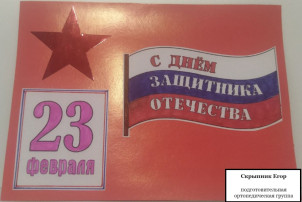 С ДНЁМ
ЗАЩИТНИКА
ОТЕЧЕСТВА
23
февраля
Скрыпник Егор
подготовительная
ортопедическая группа